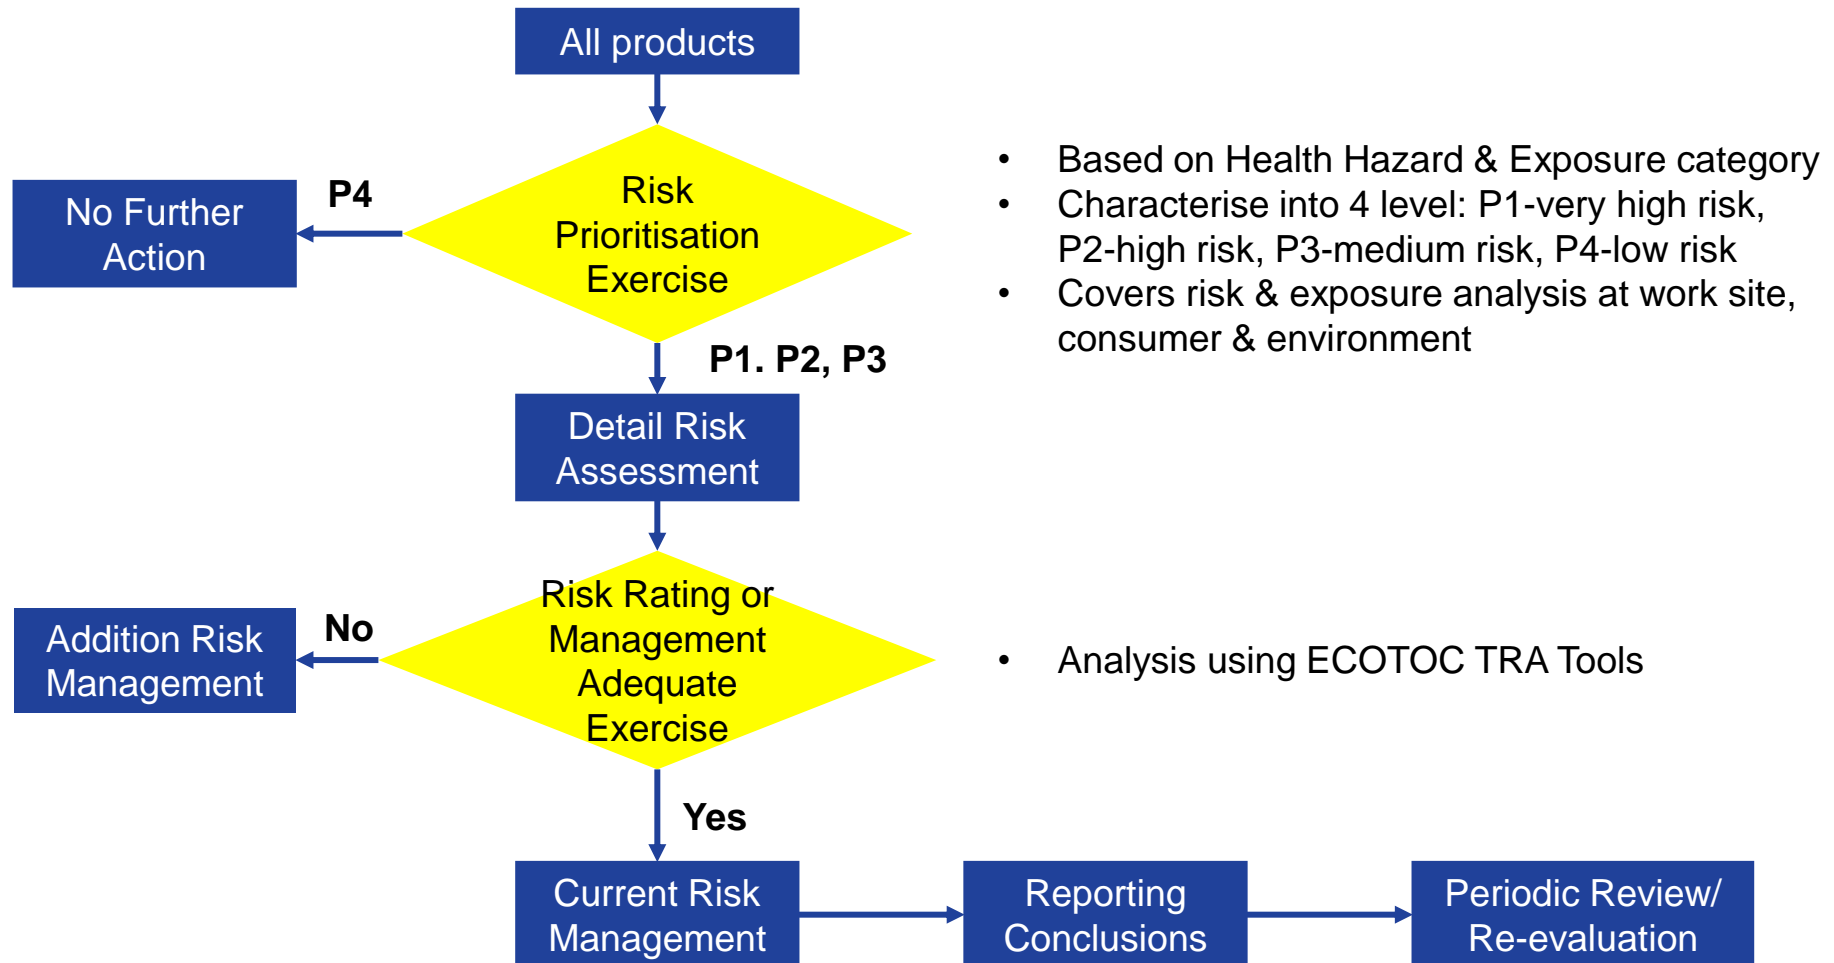 All products
Risk
Prioritisation
Exercise
P4
No Further
Action
• Based on Health Hazard & Exposure category
• Characterise into 4 level: P1-very high risk,
P2-high risk, P3-medium risk, P4-low risk
• Covers risk & exposure analysis at work site,
consumer & environment
P1. P2, P3
Detail Risk
Assessment
Risk Rating or
Management
Adequate
Exercise
No
Addition Risk
Management
• Analysis using ECOTOC TRA Tools
Yes
Current Risk
Management
Reporting
Conclusions
Periodic Review/
Re-evaluation